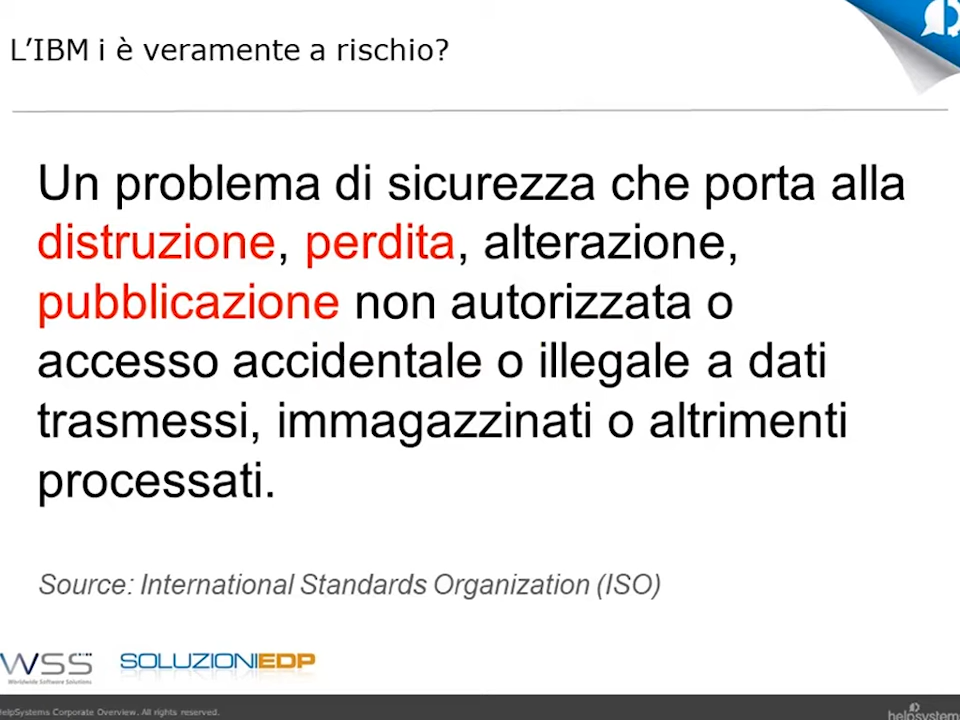 L'IBM i è veramente a rischio?
Un problema di sicurezza che porta alla
distruzione, perdita, alterazione,
pubblicazione non autorizzata o
accesso accidentale o illegale a dati
trasmessi, immagazzinati o altrimenti
processati.
Source: International Standards Organization (ISO)
WSS
Worldwide Software Solutions
SOLUZIONIEDP
HelpSystems Corporate Overview. All rights reserved.
helpsystems